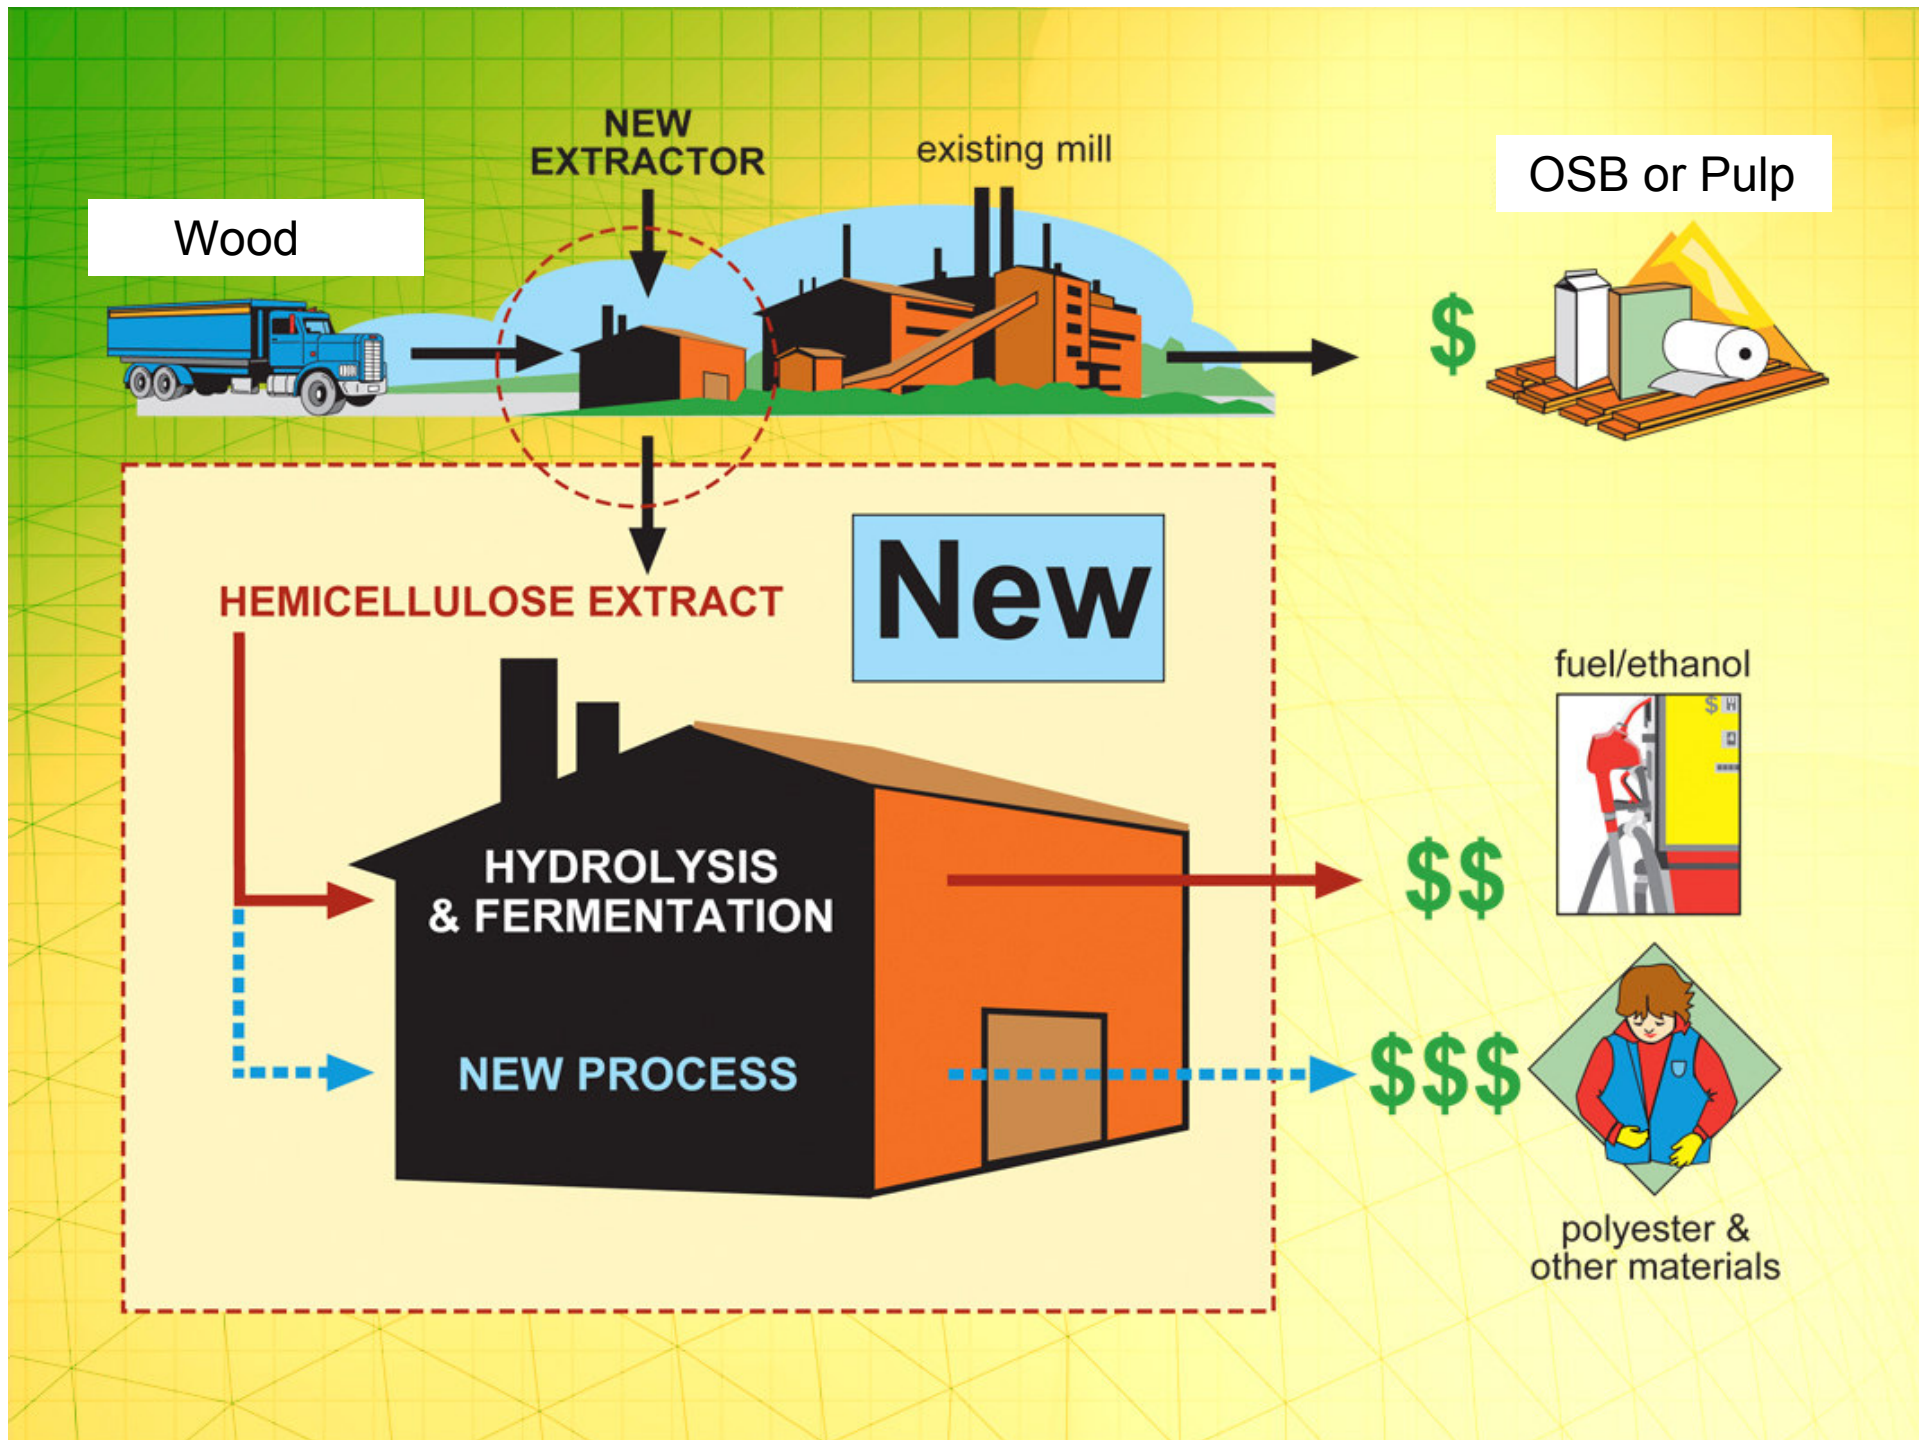 NEW
EXTRACTOR
existing mill
OSB or Pulp
Wood
$
HEMICELLULOSE EXTRACT
New
fuel/ethanol
$
HYDROLYSIS
& FERMENTATION
$$
NEW PROCESS
$$$
polyester &
other materials